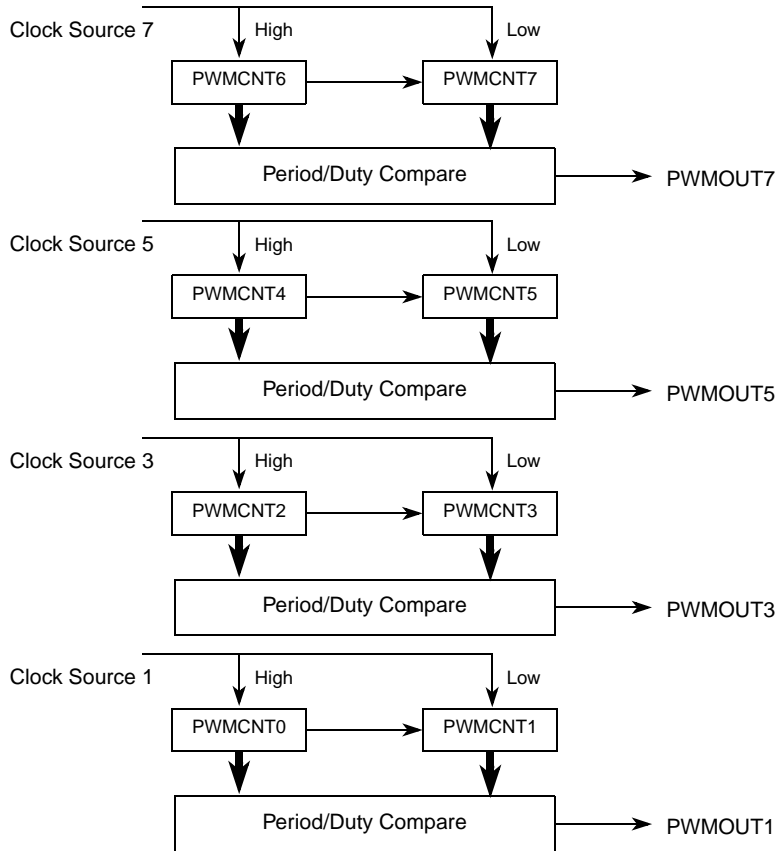 Clock Source 7
High
Low
PWMCNT6
PWMCNT7
Period/Duty Compare
PWMOUT7
Clock Source 5
High
Low
PWMCNT4
PWMCNT5
Period/Duty Compare
PWMOUT5
Clock Source 3
High
Low
PWMCNT2
PWMCNT3
Period/Duty Compare
PWMOUT3
Clock Source 1
High
Low
PWMCNT0
PWMCNT1
Period/Duty Compare
PWMOUT1